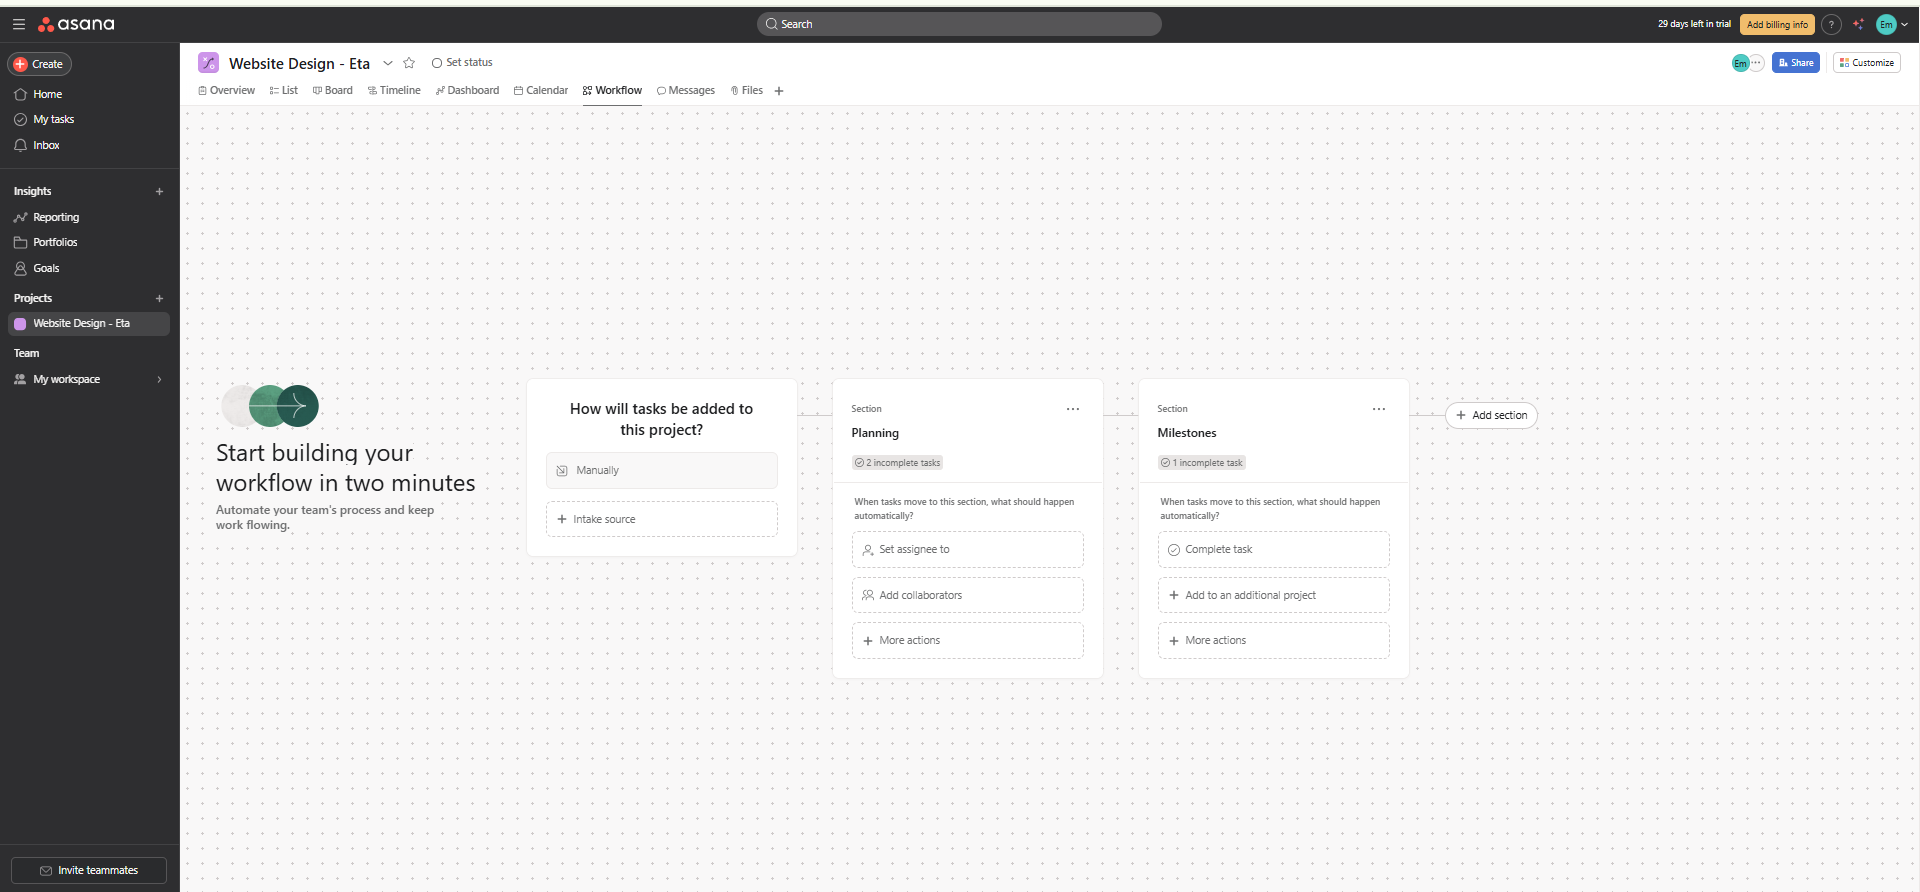 asana
Search
29 days left in trial
Add billing info
?
Em
Create
Home
My tasks
Inbox
Insights
Reporting
Portfolios
Goals
Projects
Website Design - Eta
Team
My workspace
Invite teammates
Website Design - Eta
Set status
Em
Share
Customize
Overview
List
Board
Timeline
Dashboard
Calendar
Workflow
Messages
Files
Start building your
workflow in two minutes
Automate your team's process and keep
work flowing.
How will tasks be added to
this project?
Manually
Intake source
Section
Planning
2 incomplete tasks
When tasks move to this section, what should happen
automatically?
Set assignee to
Add collaborators
More actions
Section
Milestones
1 incomplete task
When tasks move to this section, what should happen
automatically?
Complete task
Add to an additional project
More actions
Add section